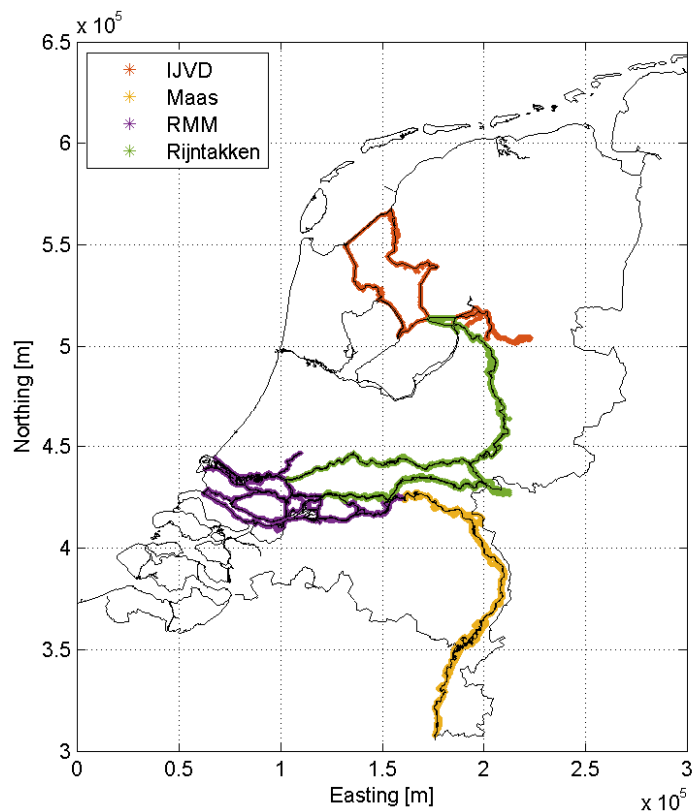 x 10^5
6.5
6
5.5
5
4.5
4
3.5
3
Northing [m]
IJVD
Maas
RMM
Rijntakken
0 0.5 1 1.5 2 2.5 3
Easting [m]
x 10^5